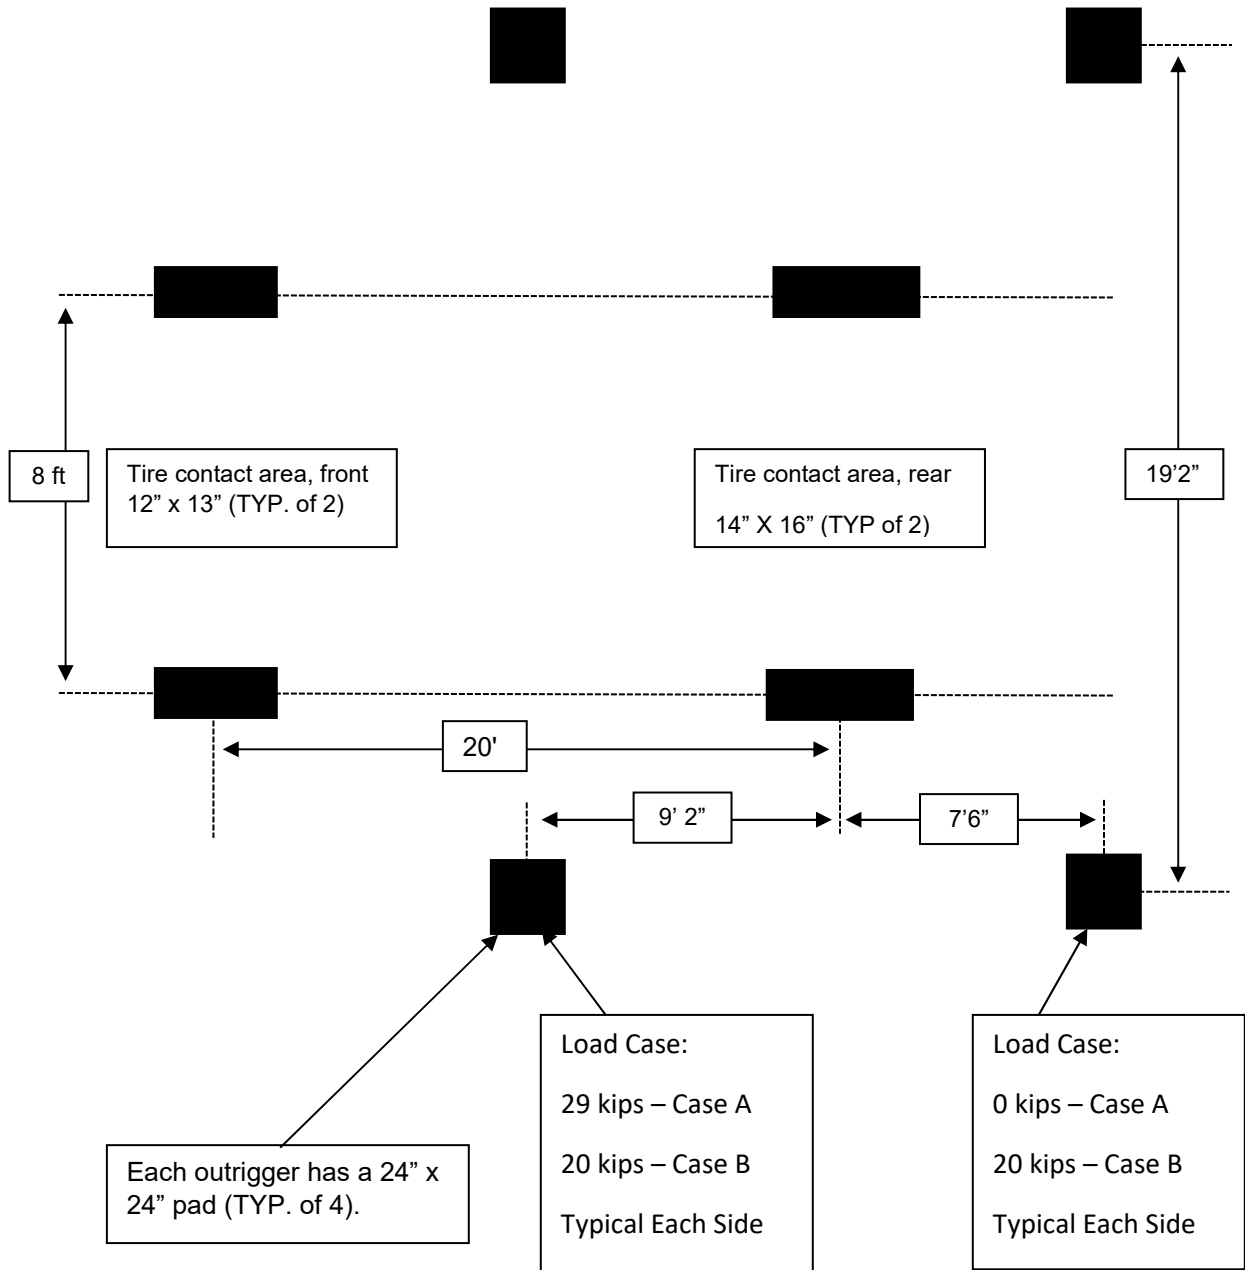 8 ft
Tire contact area, front
12” x 13” (TYP. of 2)
Tire contact area, rear
14” X 16” (TYP of 2)
19’2”
20'
9’ 2”
7’6”
Each outrigger has a 24” x
24” pad (TYP. of 4).
Load Case:
29 kips – Case A
20 kips – Case B
Typical Each Side
Load Case:
0 kips – Case A
20 kips – Case B
Typical Each Side